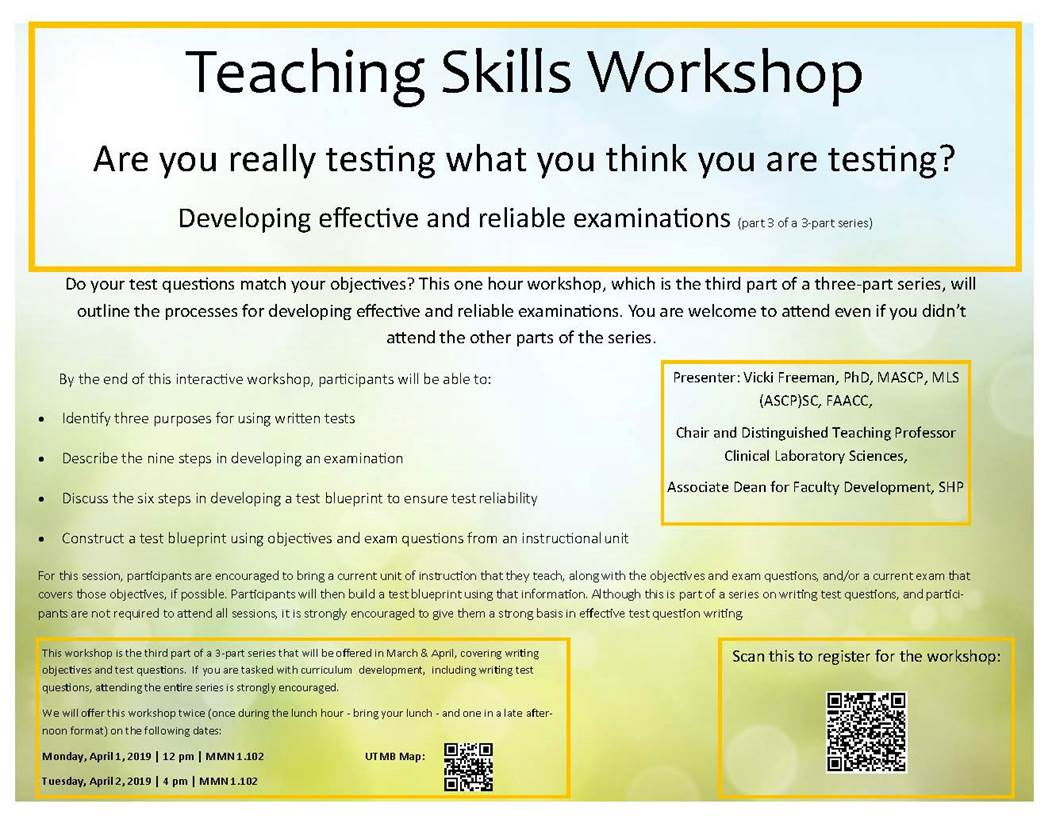 Teaching Skills Workshop
Are you really testing what you think you are testing?
Developing effective and reliable examinations (part 3 of a 3-part series)
Do your test questions match your objectives? This one hour workshop, which is the third part of a three-part series, will
outline the processes for developing effective and reliable examinations. You are welcome to attend even if you didn't
attend the other parts of the series.
By the end of this interactive workshop, participants will be able to:
• Identify three purposes for using written tests
• Describe the nine steps in developing an examination
• Discuss the six steps in developing a test blueprint to ensure test reliability
• Construct a test blueprint using objectives and exam questions from an instructional unit
Presenter: Vicki Freeman, PhD, MASCP, MLS
(ASCP)SC, FAACC,
Chair and Distinguished Teaching Professor
Clinical Laboratory Sciences,
Associate Dean for Faculty Development, SHP
For this session, participants are encouraged to bring a current unit of instruction that they teach, along with the objectives and exam questions, and/or a current exam that
covers those objectives, if possible. Participants will then build a test blueprint using that information. Although this is part of a series on writing test questions, and partici-
pants are not required to attend all sessions, it is strongly encouraged to give them a strong basis in effective test question writing.
This workshop is the third part of a 3-part series that will be offered in March & April, covering writing
objectives and test questions. If you are tasked with curriculum development, including writing test
questions, attending the entire series is strongly encouraged.
We will offer this workshop twice (once during the lunch hour - bring your lunch - and one in a late after-
noon format) on the following dates:
Monday, April 1, 2019 | 12 pm | MMN 1.102
UTMB Map:
Tuesday, April 2, 2019 | 4 pm | MMN 1.102
Scan this to register for the workshop: